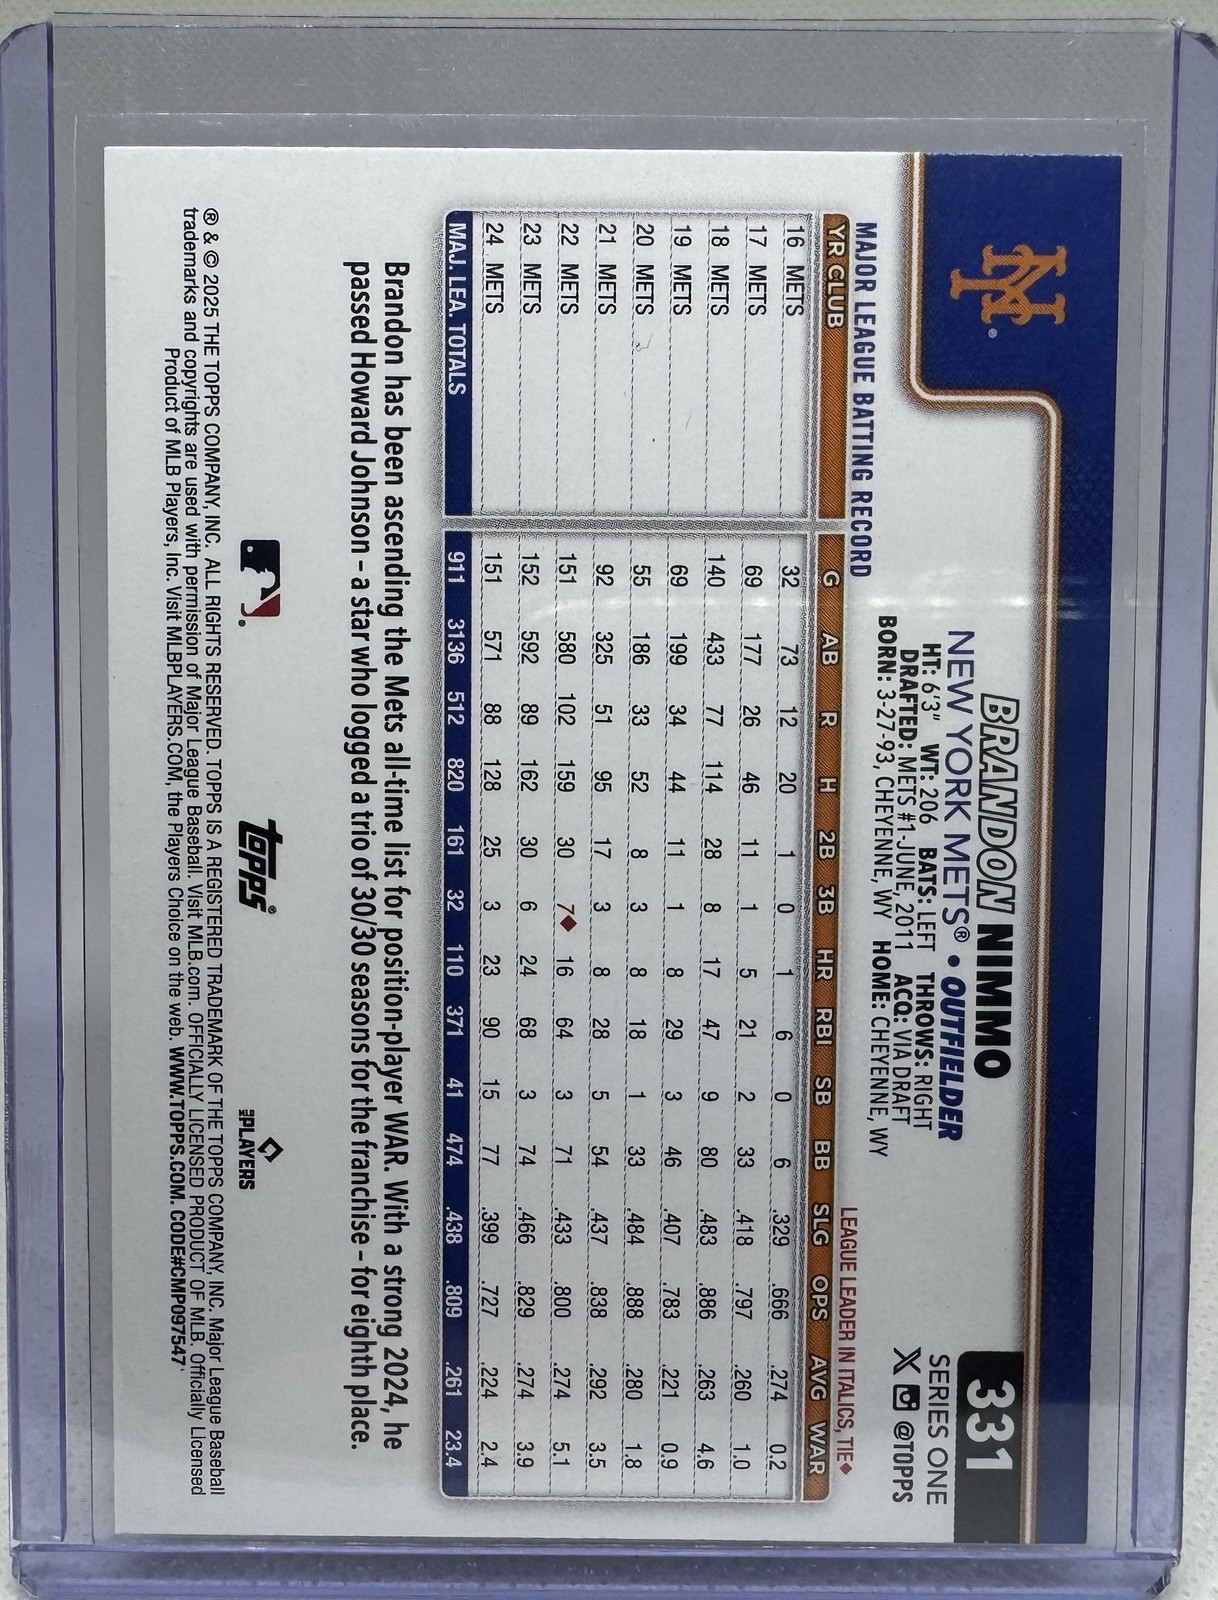 NY
BRANDON NIMMO
NEW YORK METS® • OUTFIELDER
HT: 6'3" WT: 206 BATS: LEFT THROWS: RIGHT
DRAFTED: METS #1-JUNE, 2011 ACQ: VIA DRAFT
BORN: 3-27-93, CHEYENNE, WY HOME: CHEYENNE, WY
331
SERIES ONE
X @TOPPS
MAJOR LEAGUE BATTING RECORD
LEAGUE LEADER IN ITALICS, TIE♦
YR CLUB G AB R H 2B 3B HR RBI SB BB SLG OPS AVG WAR
16 METS 32 73 12 20 1 0 1 6 0 6 .329 .666 .274 0.2
17 METS 69 177 26 46 11 1 5 21 2 33 .418 .797 .260 1.0
18 METS 140 433 77 114 28 8 17 47 9 80 .483 .886 .263 4.6
19 METS 69 199 34 44 11 1 8 29 3 46 .407 .783 .221 0.9
20 METS 55 186 33 52 8 3 8 18 1 33 .484 .888 .280 1.8
21 METS 92 325 51 95 17 3 8 28 5 54 .437 .838 .292 3.5
22 METS 151 580 102 159 30 7♦ 16 64 3 71 .433 .800 .274 5.1
23 METS 152 592 89 162 30 6 24 68 3 74 .466 .829 .274 3.9
24 METS 151 571 88 128 25 3 23 90 15 77 .399 .727 .224 2.4
MAJ. LEA. TOTALS 911 3136 512 820 161 32 110 371 41 474 .438 .809 .261 23.4
Brandon has been ascending the Mets all-time list for position-player WAR. With a strong 2024, he
passed Howard Johnson – a star who logged a trio of 30/30 seasons for the franchise – for eighth place.
topps®
MLB PLAYERS
® & © 2025 THE TOPPS COMPANY, INC. ALL RIGHTS RESERVED. TOPPS IS A REGISTERED TRADEMARK OF THE TOPPS COMPANY, INC. Major League Baseball
trademarks and copyrights are used with permission of Major League Baseball. Visit MLB.com. OFFICIALLY LICENSED PRODUCT OF MLB. Officially Licensed
Product of MLB Players, Inc. Visit MLBPLAYERS.COM, the Players Choice on the web. WWW.TOPPS.COM. CODE#CMP097547